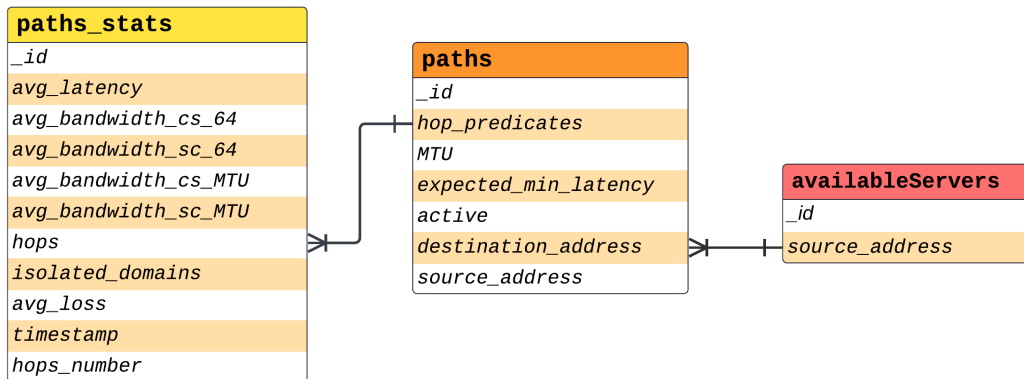 paths_stats
_id
avg_latency
avg_bandwidth_cs_64
avg_bandwidth_sc_64
avg_bandwidth_cs_MTU
avg_bandwidth_sc_MTU
hops
isolated_domains
avg_loss
timestamp
hops_number
paths
_id
hop_predicates
MTU
expected_min_latency
active
destination_address
source_address
availableServers
_id
source_address